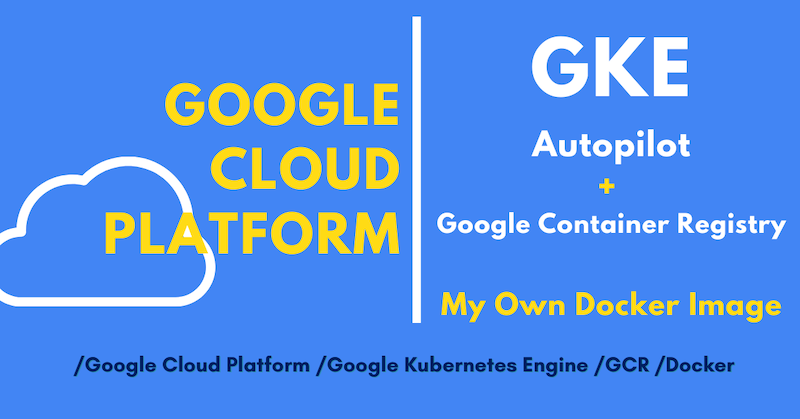 GOOGLE
CLOUD
PLATFORM
GKE
Autopilot
+
Google Container Registry
My Own Docker Image
/Google Cloud Platform /Google Kubernetes Engine /GCR /Docker